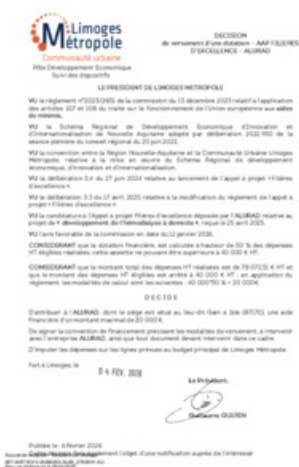 Limoges
Métropole
Communauté urbaine
Pôle Développement Economique
Suivi des dispositifs
DECISION
de versement d'une dotation - AAP FILIERES
D'EXCELLENCE - ALURAD
LE PRESIDENT DE LIMOGES METROPOLE
VU le règlement n°2023/2831 de la commission du 13 décembre 2023 relatif à l'application
des articles 107 et 108 du traité sur le fonctionnement de l'Union européenne aux aides
de minimis,
VU le Schéma Régional de Développement Economique d'Innovation et
d'Internationalisation de Nouvelle Aquitaine adopté par délibération 2022.950 de la
séance plénière du conseil régional du 20 juin 2022,
VU la convention entre la Région Nouvelle-Aquitaine et la Communauté Urbaine Limoges
Métropole, relative à la mise en œuvre du Schéma Régional de développement
économique, d'innovation et d'internationalisation,
VU la délibération 5.4 du 27 juin 2024 relative au lancement de l'appel à projet « Filières
d'excellence »,
VU la délibération 3.3 du 17 avril 2025 relative à la modification du règlement de l'appel à
projet « Filières d'excellence »,
VU la candidature à l'Appel à projet filières d'excellence déposée par l'ALURAD relative au
projet de « développement de l'hémodialyse à domicile », reçue le 25 avril 2025,
VU l'avis favorable de la commission en date du 12 janvier 2026,
CONSIDERANT que la dotation financière, est calculée à hauteur de 50 % des dépenses
HT éligibles réalisées, cette assiette ne pouvant être supérieure à 40 000 € HT,
CONSIDERANT que le montant total des dépenses HT réalisées est de € HT et
que le montant des dépenses HT éligibles est arrêté à 40 000 € HT ; en application du
règlement, les modalités de calcul sont les suivantes : 40 000*50 % = 20 000€,
D E C I D E
D'attribuer à l'ALURAD, dont le siège est situé au lieu-dit Gain à Isle (87170), une aide
financière d'un montant maximal de 20 000 €.
De signer la convention de financement précisant les modalités de versement, à intervenir
avec l'entreprise ALURAD, ainsi que tout document devant intervenir dans ce cadre.
D'imputer les dépenses sur les lignes prévues au budget principal de Limoges Métropole.
Fait à Limoges, le
0 4 FEV. 2026
Le Président,
Guillaume GUERIN
Publiée le : 6 février 2026
l'objet d'une notification auprès de l'intéressé